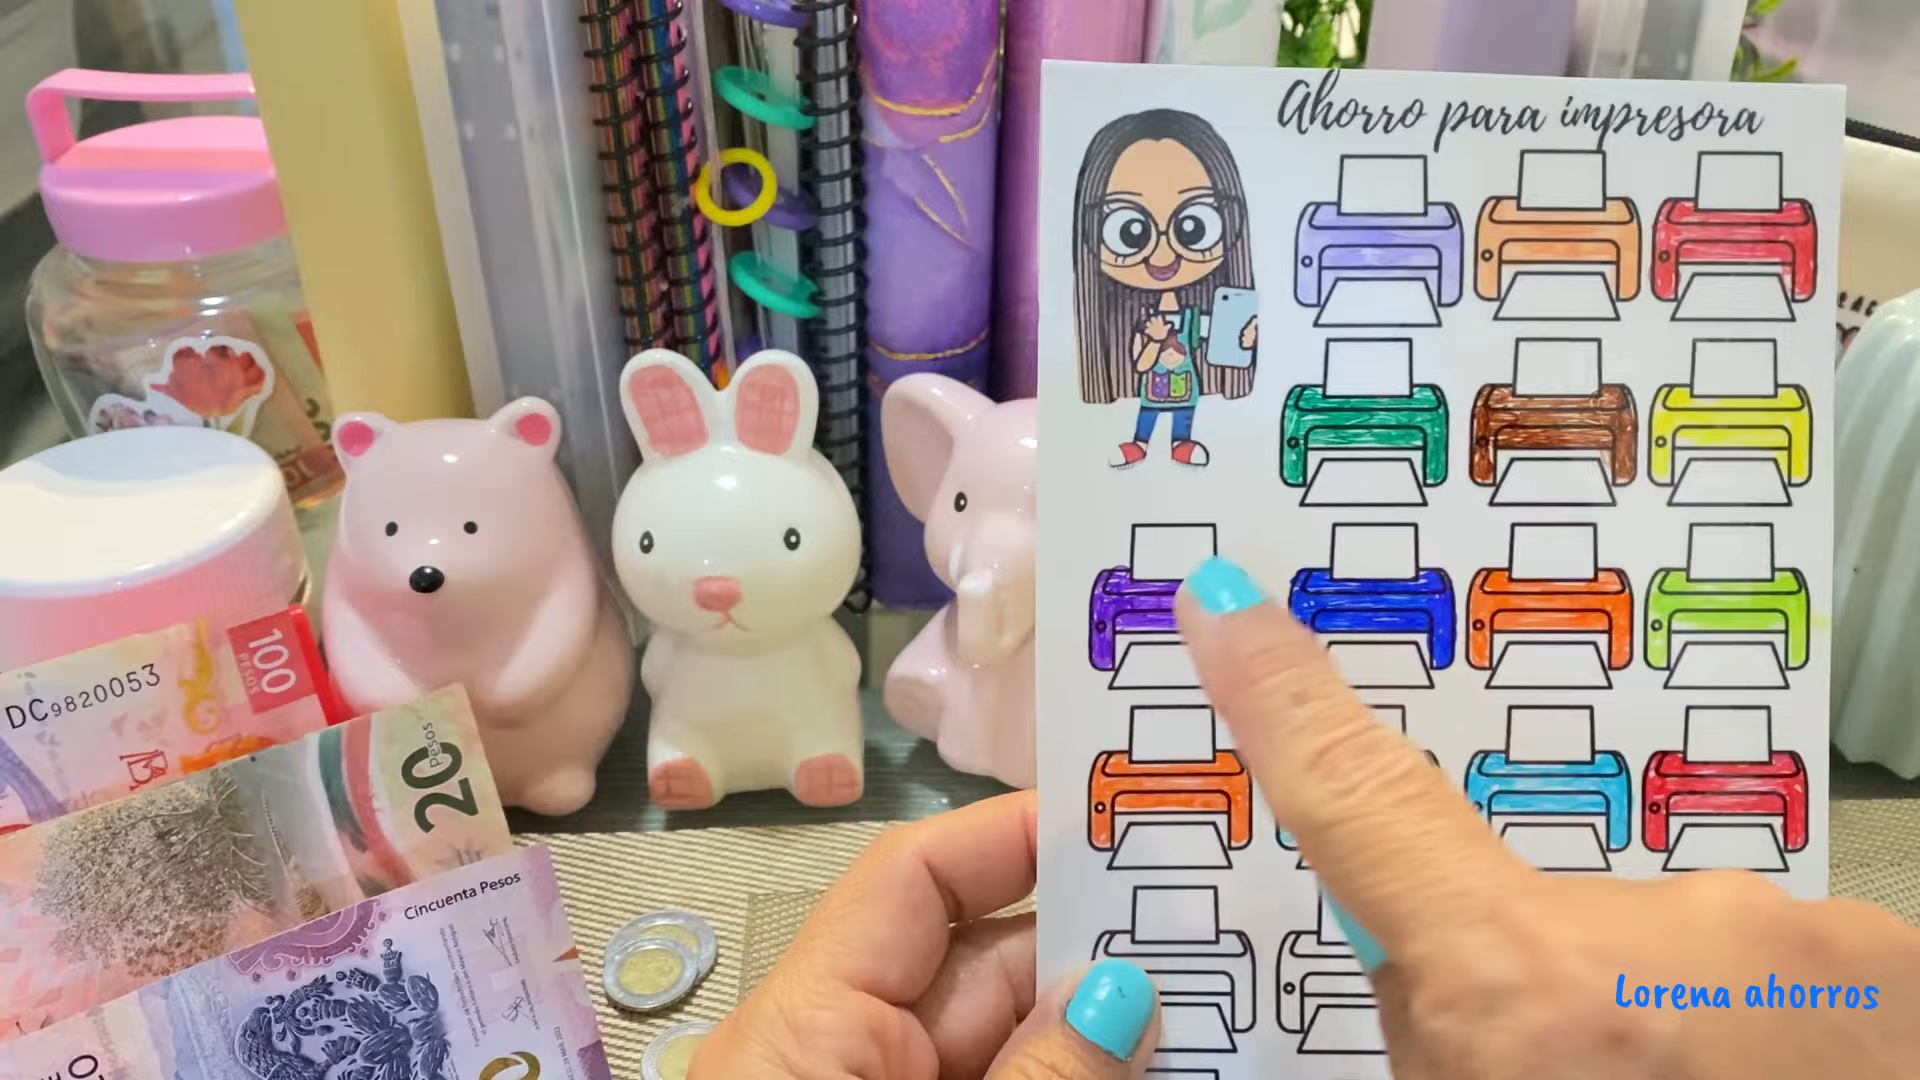 Ahorro para impresora
100
PESOS
DC9820053
20
pesos
Cincuenta Pesos
Lorena ahorros